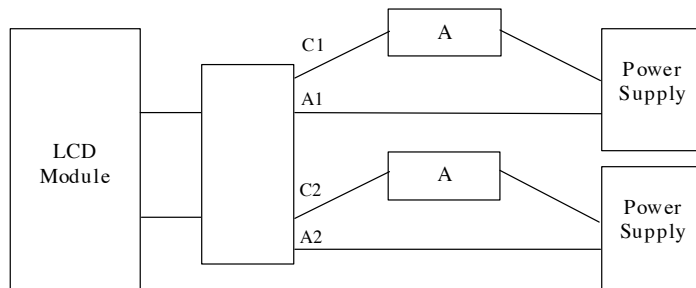 C1
A
Power
Supply
A1
LCD
Module
C2
A
Power
Supply
A2